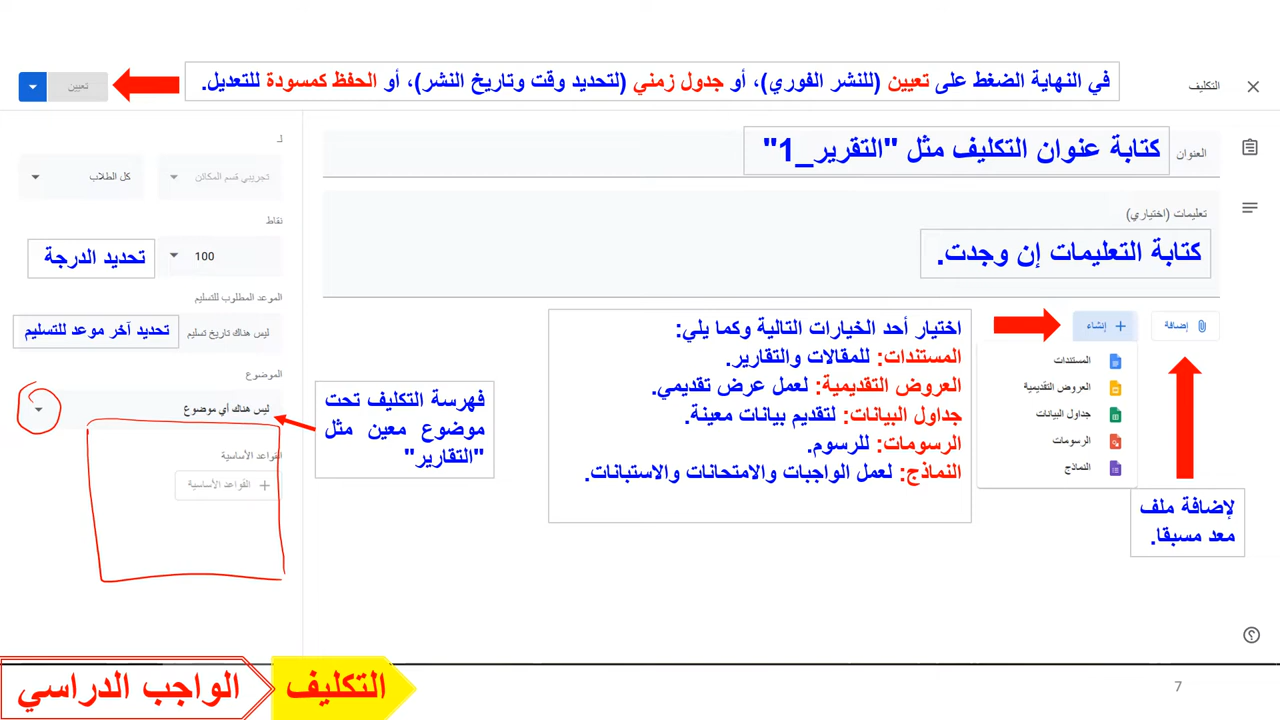 في النهاية الضغط على تعيين (للنشر الفوري)، أو جدول زمني (لتحديد وقت وتاريخ النشر)، أو الحفظ كمسودة للتعديل.
التكليف
تعيين
العنوان
كتابة عنوان التكليف مثل "التقرير_1"
تعليمات (اختياري)
كتابة التعليمات إن وجدت.
إضافة
إنشاء
المستندات
العروض التقديمية
جداول البيانات
الرسومات
النماذج
لإضافة ملف
معد مسبقا.
اختيار أحد الخيارات التالية وكما يلي:
المستندات: للمقالات والتقارير.
العروض التقديمية: لعمل عرض تقديمي.
جداول البيانات: لتقديم بيانات معينة.
الرسومات: للرسوم.
النماذج: لعمل الواجبات والامتحانات والاستبانات.
لـ
تجريبي قسم المكائن
كل الطلاب
نقاط
100
تحديد الدرجة
الموعد المطلوب للتسليم
ليس هناك تاريخ تسليم
تحديد آخر موعد للتسليم
الموضوع
ليس هناك أي موضوع
فهرسة التكليف تحت
موضوع معين مثل
"التقارير"
القواعد الأساسية
القواعد الأساسية
التكليف
الواجب الدراسي
7